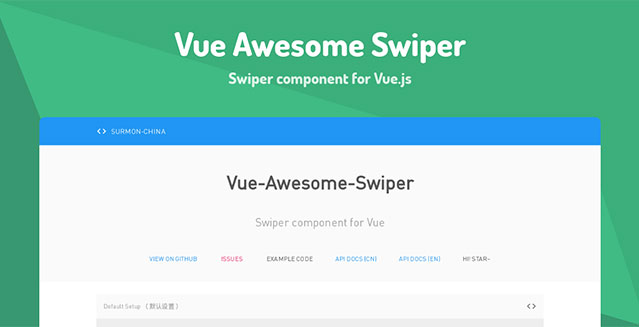 Vue Awesome Swiper
Swiper component for Vue.js
SURMON-CHINA
Vue-Awesome-Swiper
Swiper component for Vue
VIEW ON GITHUB ISSUES EXAMPLE CODE API DOCS(CN) API DOCS (EN) HI! STAR~
Default Setup （ 默认设置 ）